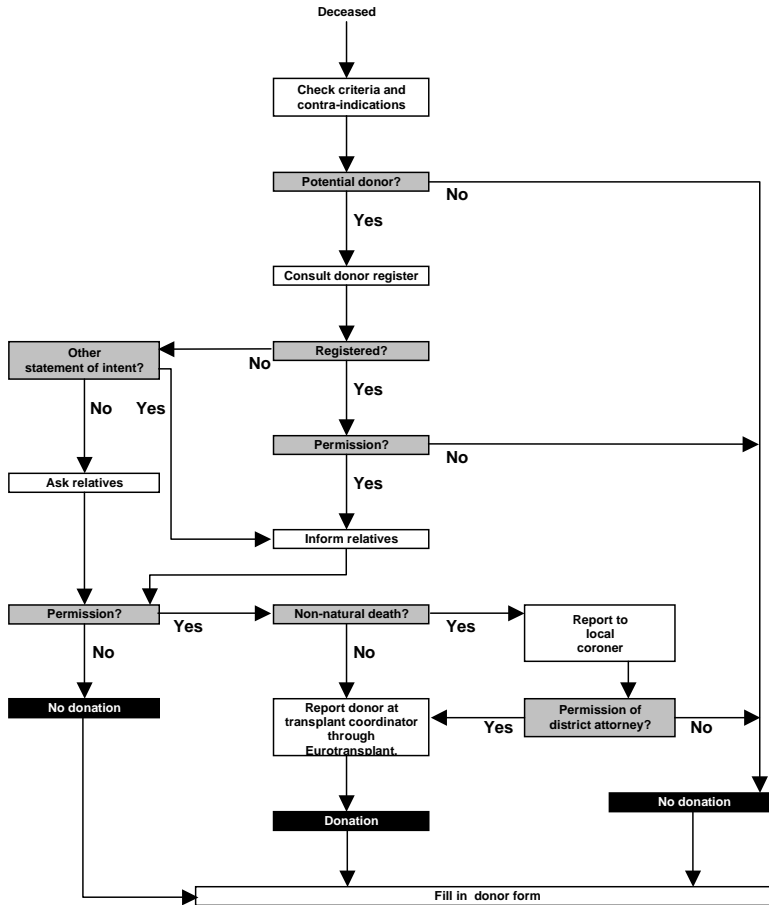 Deceased
Check criteria and
contra-indications
Potential donor?
No
Yes
Consult donor register
Other
statement of intent?
No
Registered?
Yes
No
Yes
Permission?
No
Yes
Ask relatives
Inform relatives
Permission?
Yes
Non-natural death?
Yes
Report to
local
coroner
No
No
No donation
Report donor at
transplant coordinator
through
Eurotransplant.
Yes
Permission of
district attorney?
No
No donation
Donation
Fill in donor form